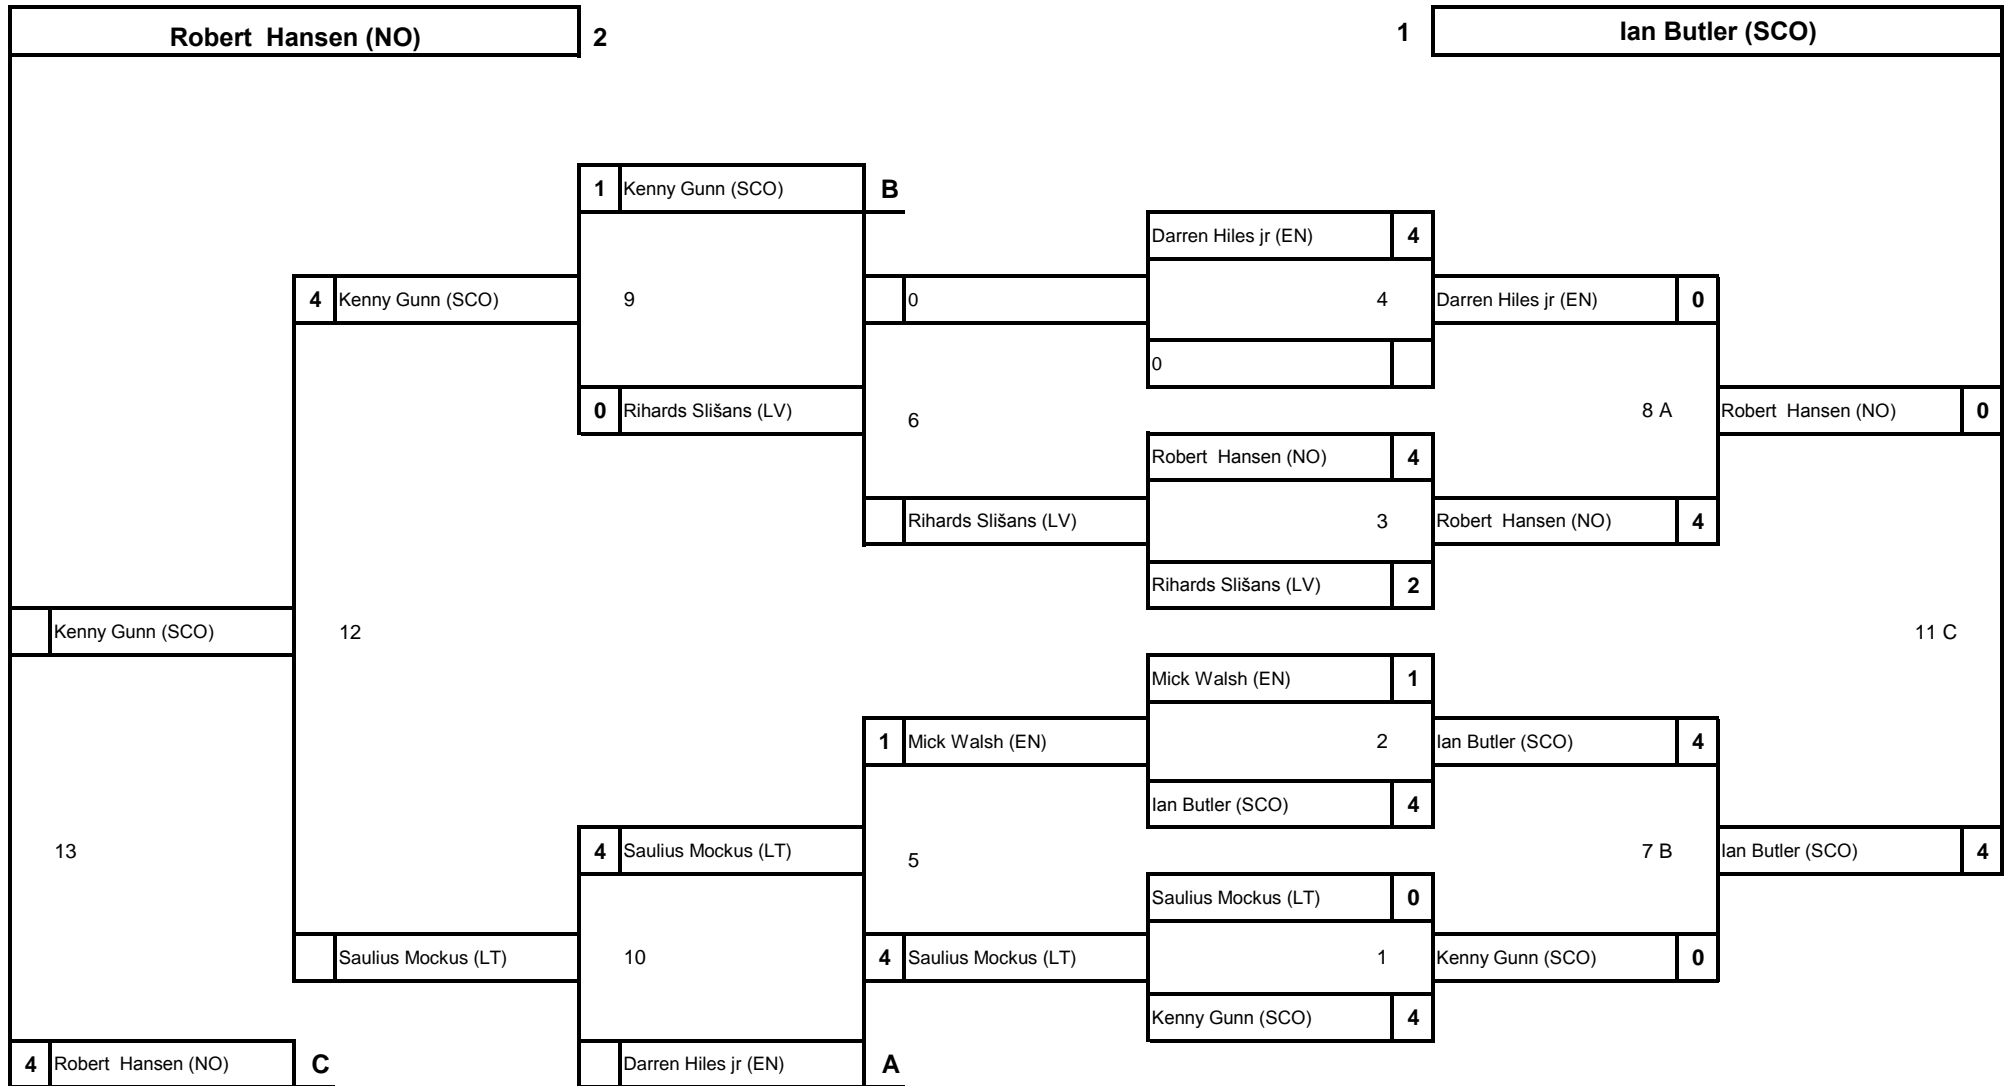 Robert  Hansen (NO) 2 1 Ian Butler (SCO)
1 Kenny Gunn (SCO) B
Darren Hiles jr (EN) 4
4 Kenny Gunn (SCO) 9 0 4 Darren Hiles jr (EN) 0
0
0 Rihards Slišans (LV) 6 8 A Robert  Hansen (NO) 0
Robert  Hansen (NO) 4
Rihards Slišans (LV) 3 Robert  Hansen (NO) 4
Rihards Slišans (LV) 2
Kenny Gunn (SCO) 12 11 C
Mick Walsh (EN) 1
1 Mick Walsh (EN) 2 Ian Butler (SCO) 4
Ian Butler (SCO) 4
13 4 Saulius Mockus (LT) 5 7 B Ian Butler (SCO) 4
Saulius Mockus (LT) 0
Saulius Mockus (LT) 10 4 Saulius Mockus (LT) 1 Kenny Gunn (SCO) 0
Kenny Gunn (SCO) 4
4 Robert  Hansen (NO) C Darren Hiles jr (EN) A